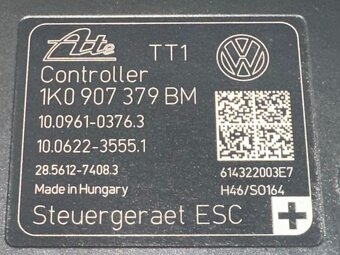 Ate TT1
Controller
1K0 907 379 BM
10.0961-0376.3
10.0622-3555.1
28.5612-7408.3
614322003E7
Made in Hungary
H46/SO164
Steuergeraet ESC